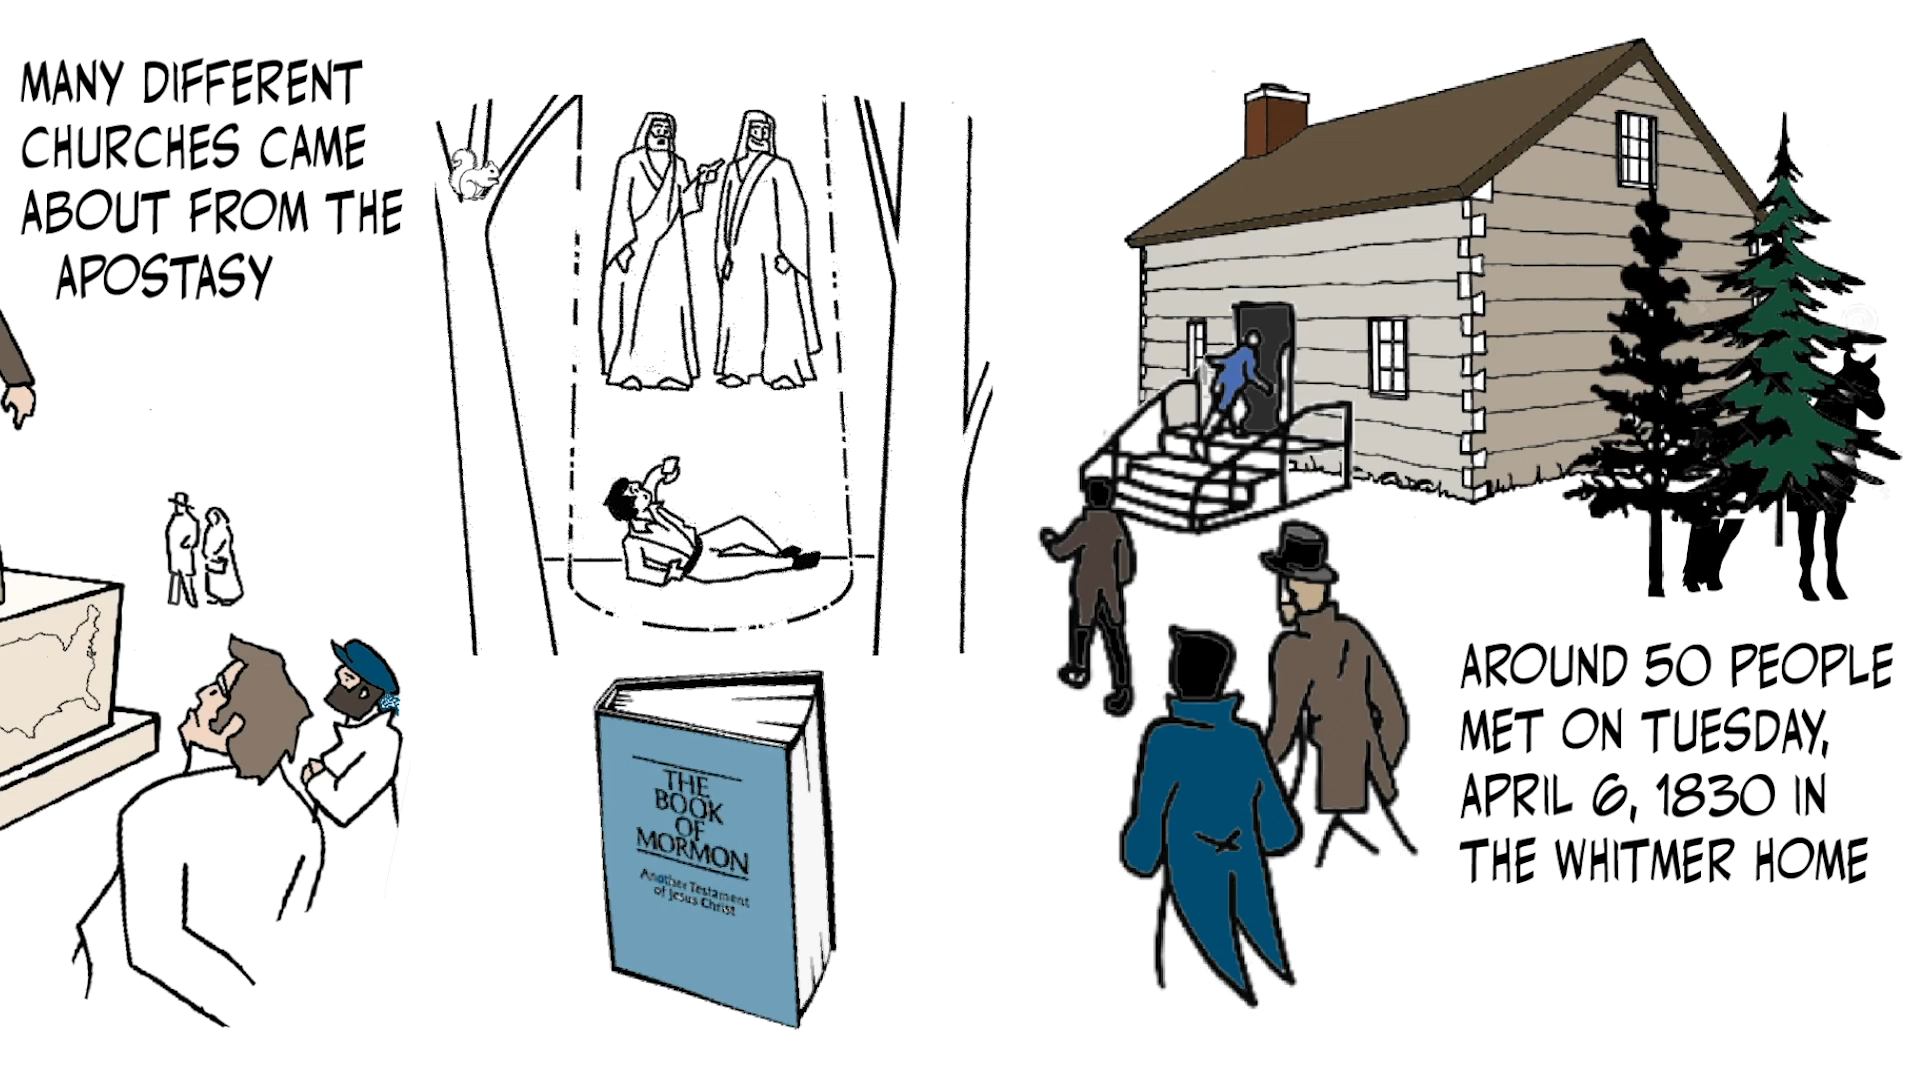 MANY DIFFERENT
CHURCHES CAME
ABOUT FROM THE
APOSTASY
THE
BOOK
OF
MORMON
Another Testament
of Jesus Christ
AROUND 50 PEOPLE
MET ON TUESDAY,
APRIL 6, 1830 IN
THE WHITMER HOME